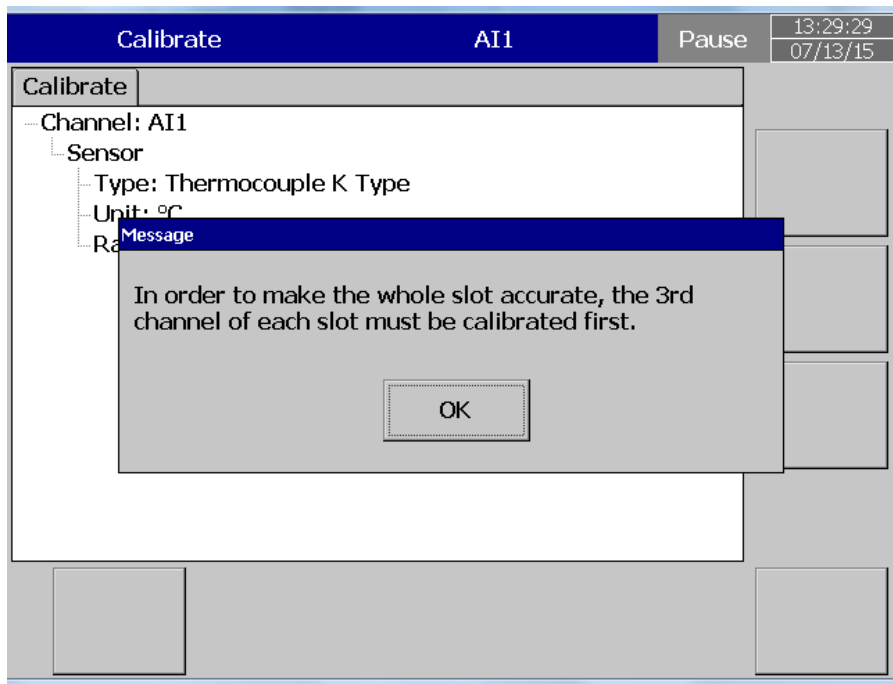 Calibrate AI1 Pause 13:29:29
07/13/15
Calibrate
Channel: AI1
Sensor
Type: Thermocouple K Type
Unit: °C
Message
In order to make the whole slot accurate, the 3rd
channel of each slot must be calibrated first.
OK